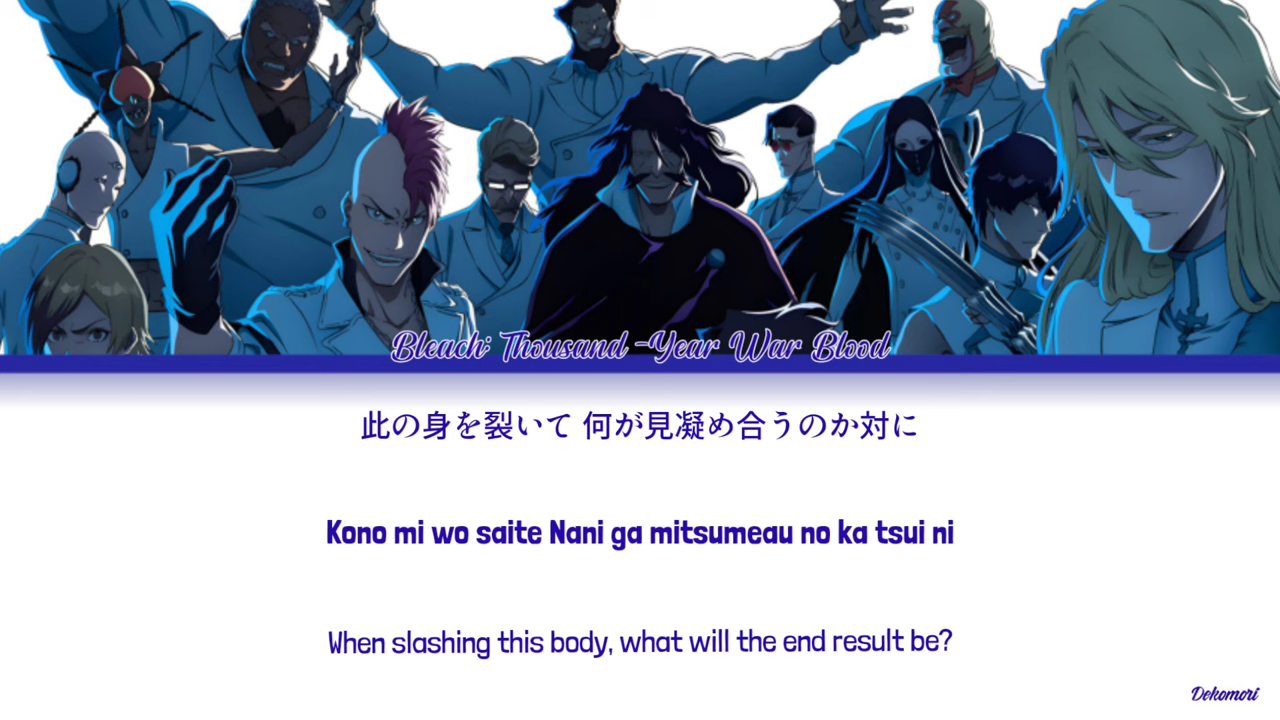 Bleach: Thousand-Year War Blood
此の身を裂いて 何が見凝め合うのか対に
Kono mi wo saite Nani ga mitsumeau no ka tsui ni
When slashing this body, what will the end result be?
Dekomori